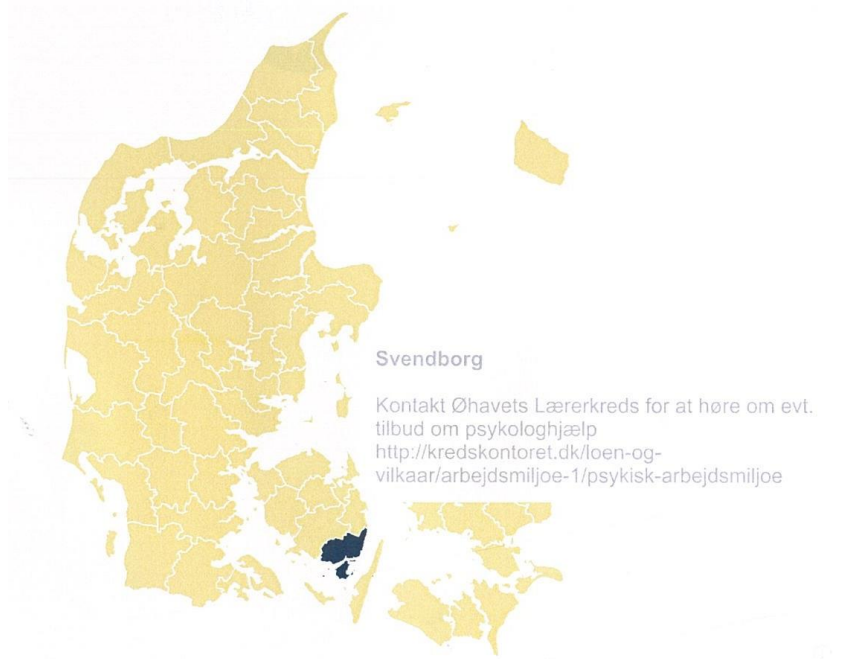 Svendborg
Kontakt Øhavets Lærerkreds for at høre om evt.
tilbud om psykologhjælp
http://kredskontoret.dk/loen-og-
vilkaar/arbejdsmiljoe-1/psykisk-arbejdsmiljoe